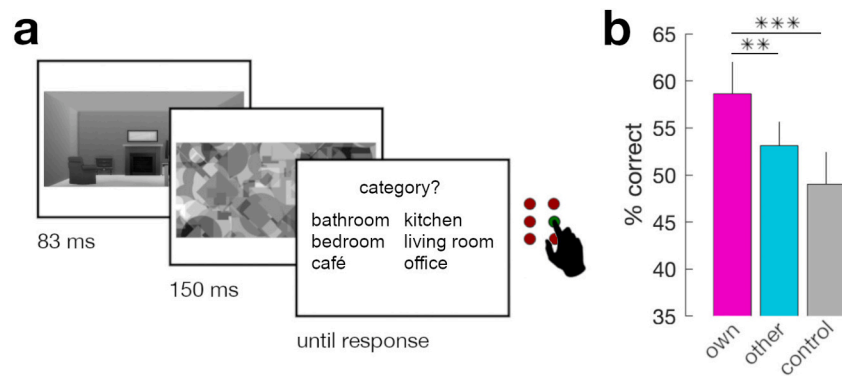 a
83 ms
150 ms
category?
bathroom kitchen
bedroom living room
café office
until response
b
***
**
65
60
55
50
45
40
35
% correct
own
other
control